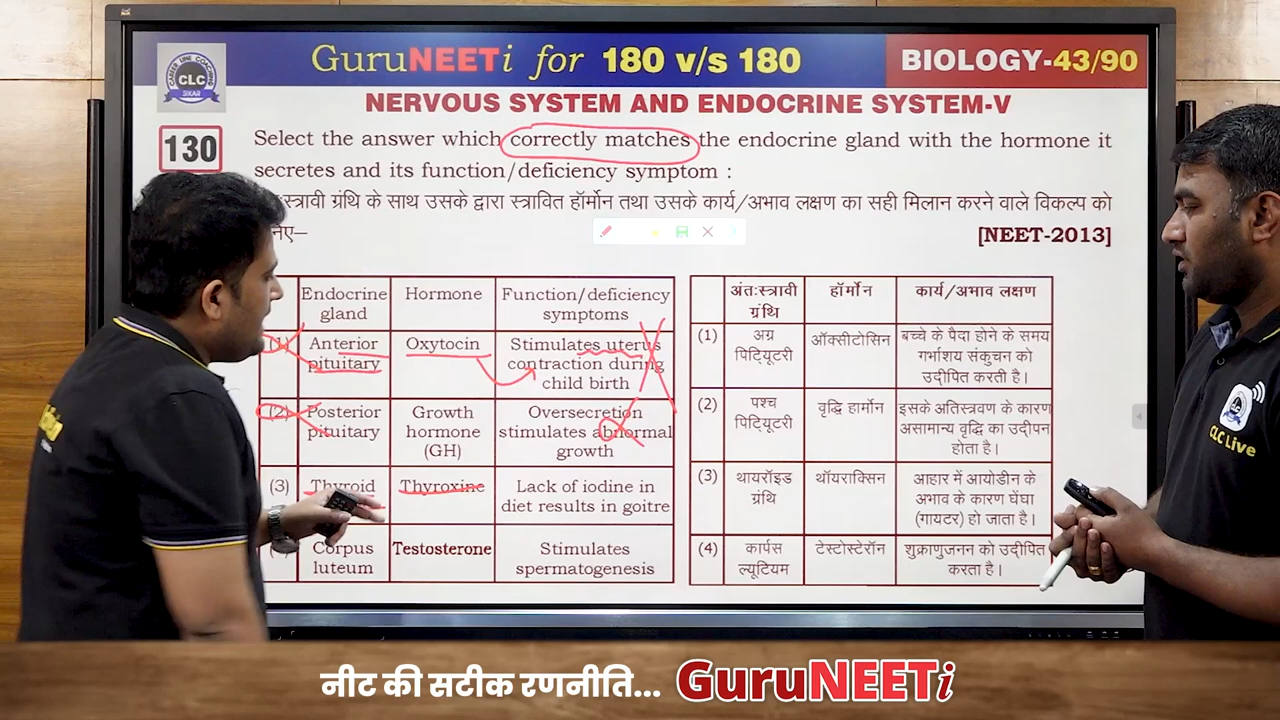 GuruNEETi for 180 v/s 180
BIOLOGY-43/90
CLC
SIKAR
NERVOUS SYSTEM AND ENDOCRINE SYSTEM-V
130
Select the answer which correctly matches the endocrine gland with the hormone it
secretes and its function/deficiency symptom :
स्त्रावी ग्रंथि के साथ उसके द्वारा स्त्रावित हॉर्मोन तथा उसके कार्य/अभाव लक्षण का सही मिलान करने वाले विकल्प को
[NEET-2013]
Endocrine gland
Hormone
Function/deficiency symptoms
(1)
Anterior pituitary
Oxytocin
Stimulates uterus contraction during child birth
(2)
Posterior pituitary
Growth hormone (GH)
Oversecretion stimulates abnormal growth
(3)
Thyroid
Thyroxine
Lack of iodine in diet results in goitre
Corpus luteum
Testosterone
Stimulates spermatogenesis
अंतःस्त्रावी ग्रंथि
हॉर्मोन
कार्य/अभाव लक्षण
(1)
अग्र पिट्यिूटरी
ऑक्सीटोसिन
बच्चे के पैदा होने के समय गर्भाशय संकुचन को उद्दीपित करती है।
(2)
पश्च पिट्यिूटरी
वृद्धि हार्मोन
इसके अतिस्त्रवण के कारण असामान्य वृद्धि का उद्दीपन होता है।
(3)
थायरॉइड ग्रंथि
थॉयराक्सिन
आहार में आयोडीन के अभाव के कारण घेंघा (गायटर) हो जाता है।
(4)
कार्पस ल्यूटियम
टेस्टोस्टेरॉन
शुक्राणुजनन को उद्दीपित करता है।
CLC Live
नीट की सटीक रणनीति... GuruNEETi